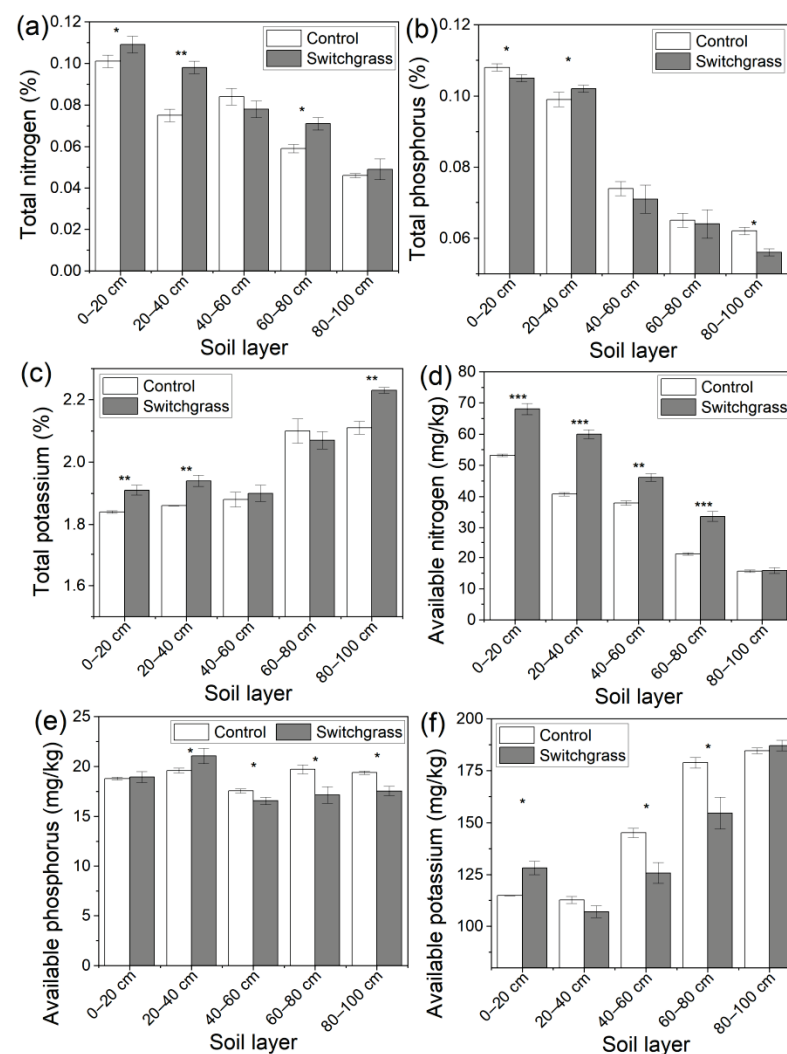 (a)
Control
Switchgrass
*
**
*
Total nitrogen (%)
0.12
0.10
0.08
0.06
0.04
0.02
0.00
0–20 cm
20–40 cm
40–60 cm
60–80 cm
80–100 cm
Soil layer
(b)
Control
Switchgrass
*
*
*
Total phosphorus (%)
0.12
0.10
0.08
0.06
0–20 cm
20–40 cm
40–60 cm
60–80 cm
80–100 cm
Soil layer
(c)
Control
Switchgrass
**
**
**
Total potassium (%)
2.2
2.0
1.8
1.6
0–20 cm
20–40 cm
40–60 cm
60–80 cm
80–100 cm
Soil layer
(d)
Control
Switchgrass
***
***
**
***
Available nitrogen (mg/kg)
80
70
60
50
40
30
20
10
0
0–20 cm
20–40 cm
40–60 cm
60–80 cm
80–100 cm
Soil layer
(e)
Control Switchgrass
*
*
*
*
Available phosphorus (mg/kg)
25
20
15
10
5
0
0–20 cm
20–40 cm
40–60 cm
60–80 cm
80–100 cm
Soil layer
(f)
Control
Switchgrass
*
*
*
Available potassium (mg/kg)
200
175
150
125
100
0–20 cm
20–40 cm
40–60 cm
60–80 cm
80–100 cm
Soil layer